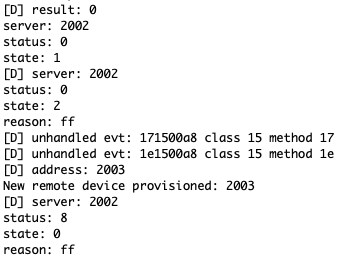 [D] result: 0
server: 2002
status: 0
state: 1
[D] server: 2002
status: 0
state: 2
reason: ff
[D] unhandled evt: 171500a8 class 15 method 17
[D] unhandled evt: 1e1500a8 class 15 method 1e
[D] address: 2003
New remote device provisioned: 2003
[D] server: 2002
status: 8
state: 0
reason: ff